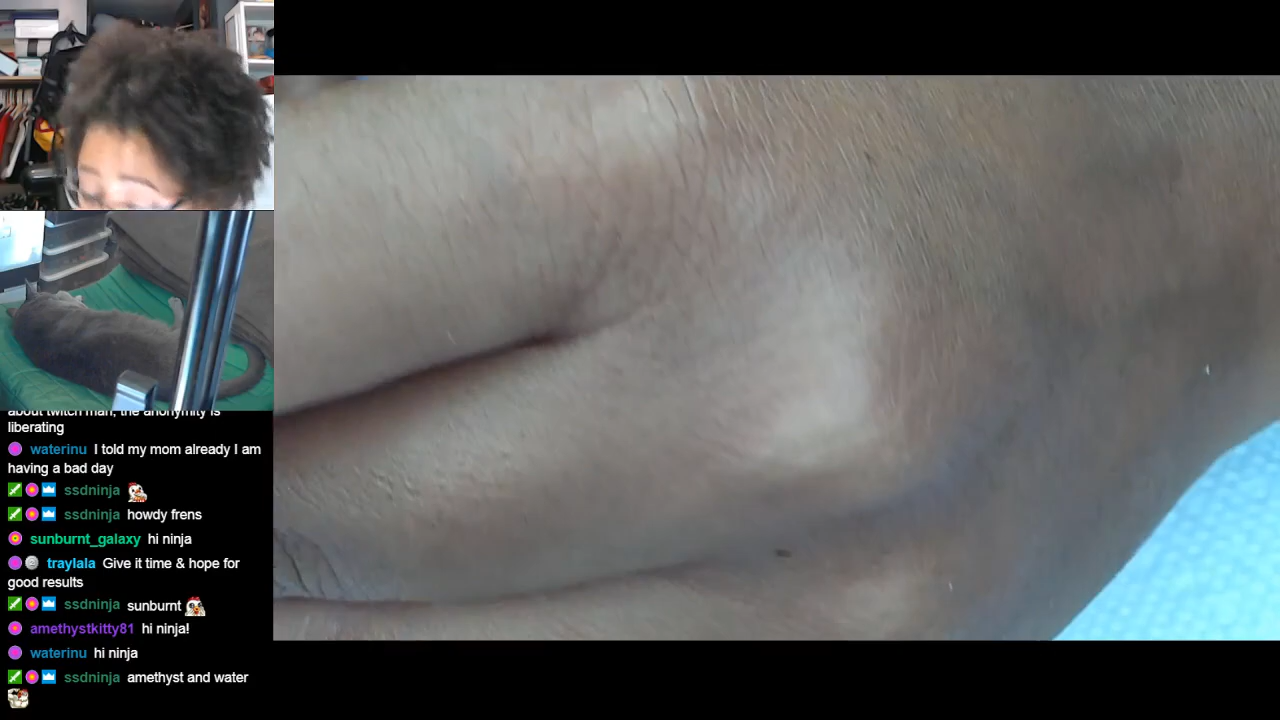 about twitch man, the anonymity is
liberating
waterinu I told my mom already I am
having a bad day
ssdninja
ssdninja howdy frens
sunburnt_galaxy hi ninja
traylala Give it time & hope for
good results
ssdninja sunburnt
amethystkitty81 hi ninja!
waterinu hi ninja
ssdninja amethyst and water